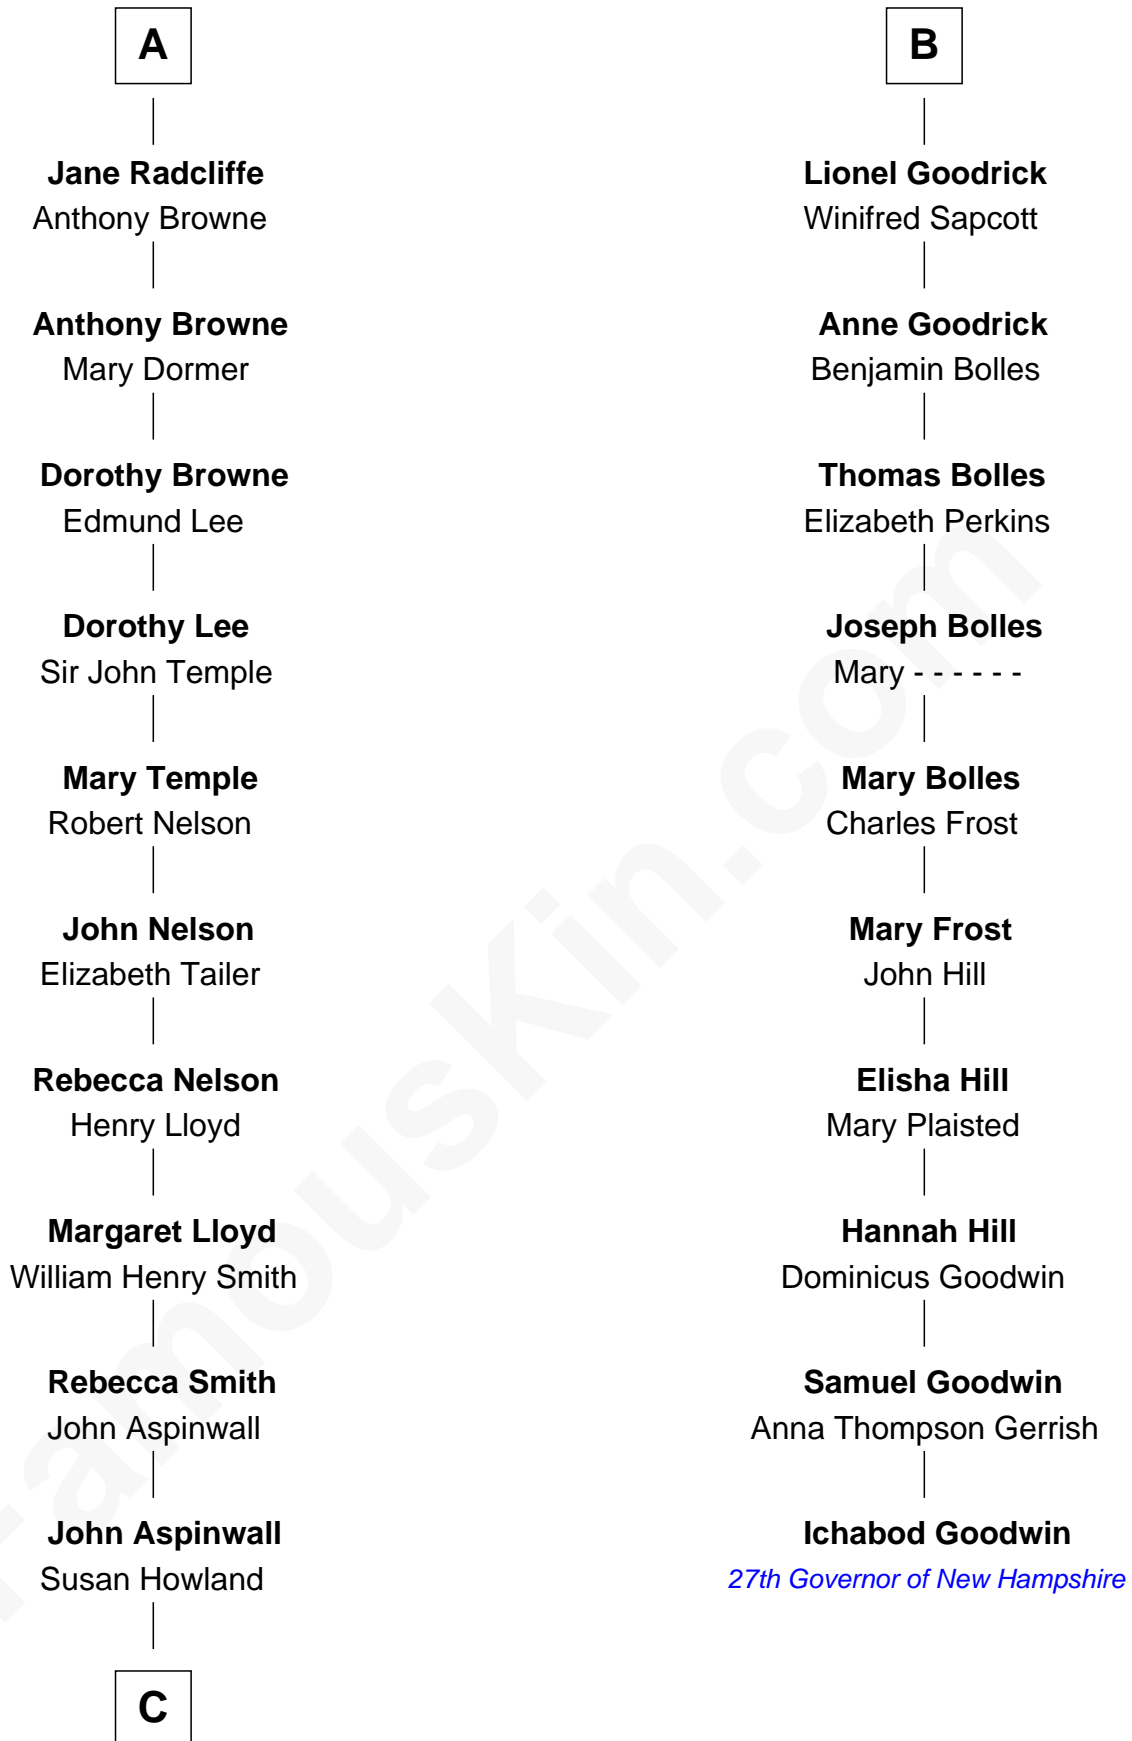 A
Jane Radcliffe
Anthony Browne
Anthony Browne
Mary Dormer
Dorothy Browne
Edmund Lee
Dorothy Lee
Sir John Temple
Mary Temple
Robert Nelson
John Nelson
Elizabeth Tailer
Rebecca Nelson
Henry Lloyd
Margaret Lloyd
William Henry Smith
Rebecca Smith
John Aspinwall
John Aspinwall
Susan Howland
C
B
Lionel Goodrick
Winifred Sapcott
Anne Goodrick
Benjamin Bolles
Thomas Bolles
Elizabeth Perkins
Joseph Bolles
Mary - - - - - -
Mary Bolles
Charles Frost
Mary Frost
John Hill
Elisha Hill
Mary Plaisted
Hannah Hill
Dominicus Goodwin
Samuel Goodwin
Anna Thompson Gerrish
Ichabod Goodwin
27th Governor of New Hampshire
FamousKin.com